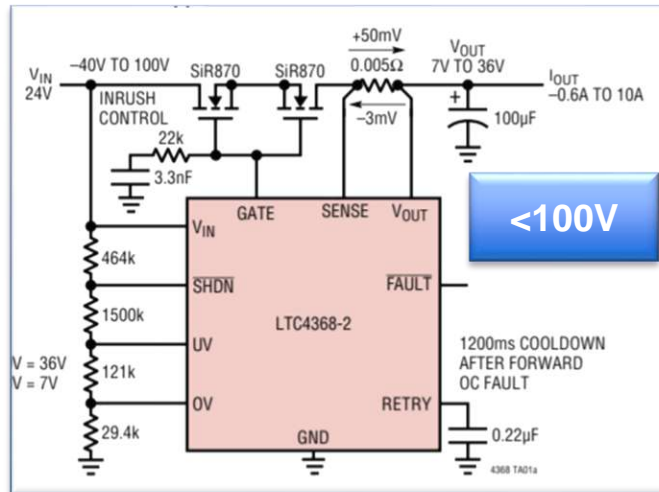 +50mV
–40V TO 100V
SiR870
SiR870
0.005Ω
VOUT
7V TO 36V
VIN
24V
IOUT
–0.6A TO 10A
INRUSH
CONTROL
–3mV
+
100µF
22k
3.3nF
GATE
SENSE
VOUT
<100V
VIN
464k
SHDN
FAULT
1500k
LTC4368-2
UV
1200ms COOLDOWN
AFTER FORWARD
OC FAULT
V = 36V
V = 7V
121k
OV
RETRY
29.4k
0.22µF
GND
4368 TA01a